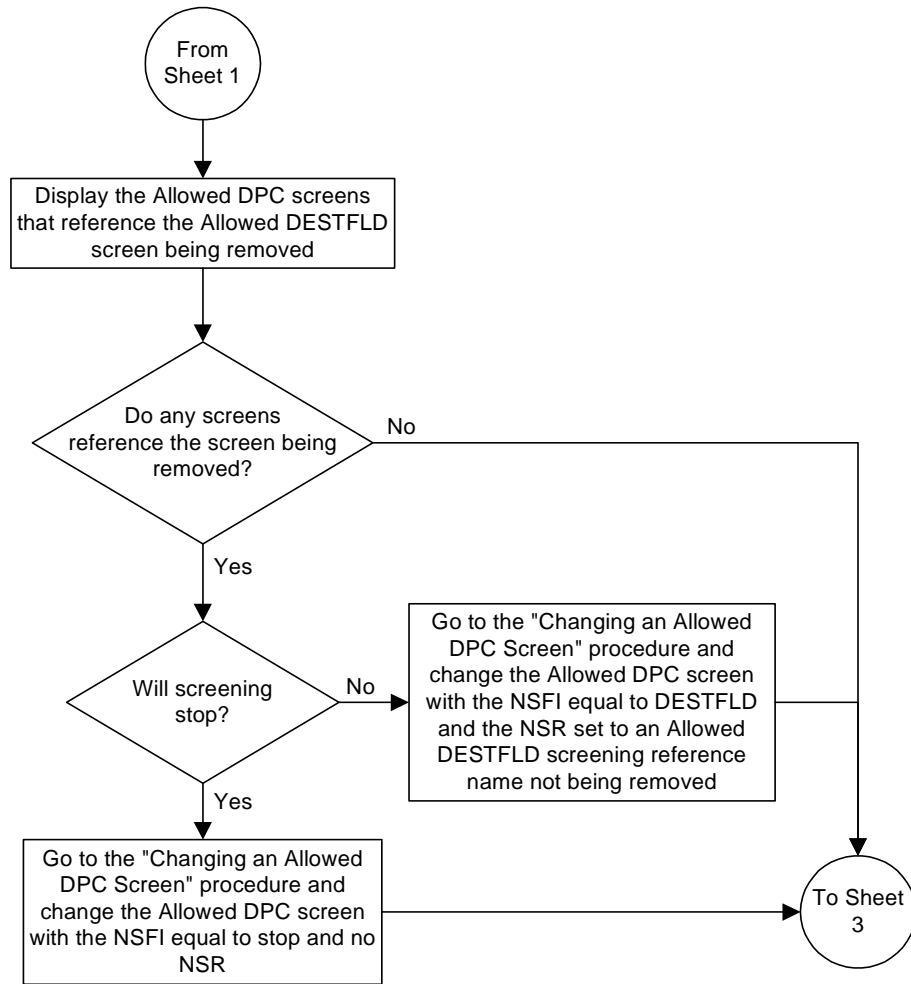 From
Sheet 1
Display the Allowed DPC screens
that reference the Allowed DESTFLD
screen being removed
Do any screens
reference the screen being
removed?
No
Yes
Will screening
stop?
No
Go to the "Changing an Allowed
DPC Screen" procedure and
change the Allowed DPC screen
with the NSFI equal to DESTFLD
and the NSR set to an Allowed
DESTFLD screening reference
name not being removed
Yes
Go to the "Changing an Allowed
DPC Screen" procedure and
change the Allowed DPC screen
with the NSFI equal to stop and no
NSR
To Sheet
3